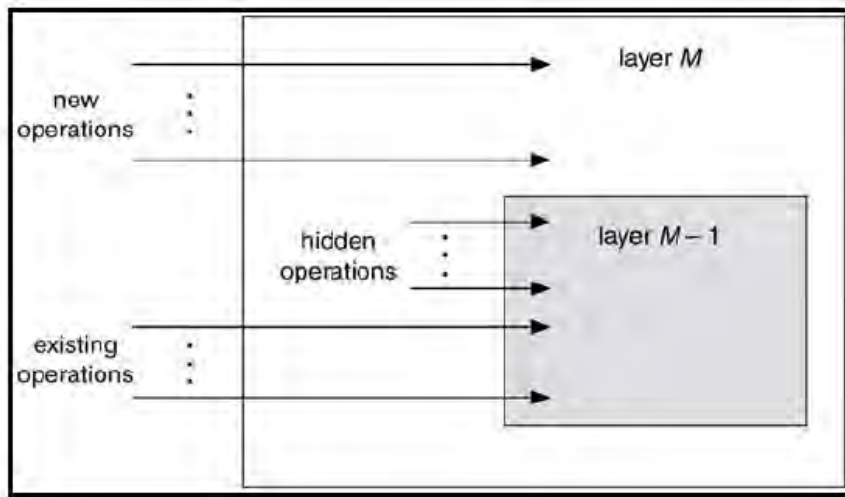 layer M
new
operations
hidden
operations
layer M – 1
existing
operations